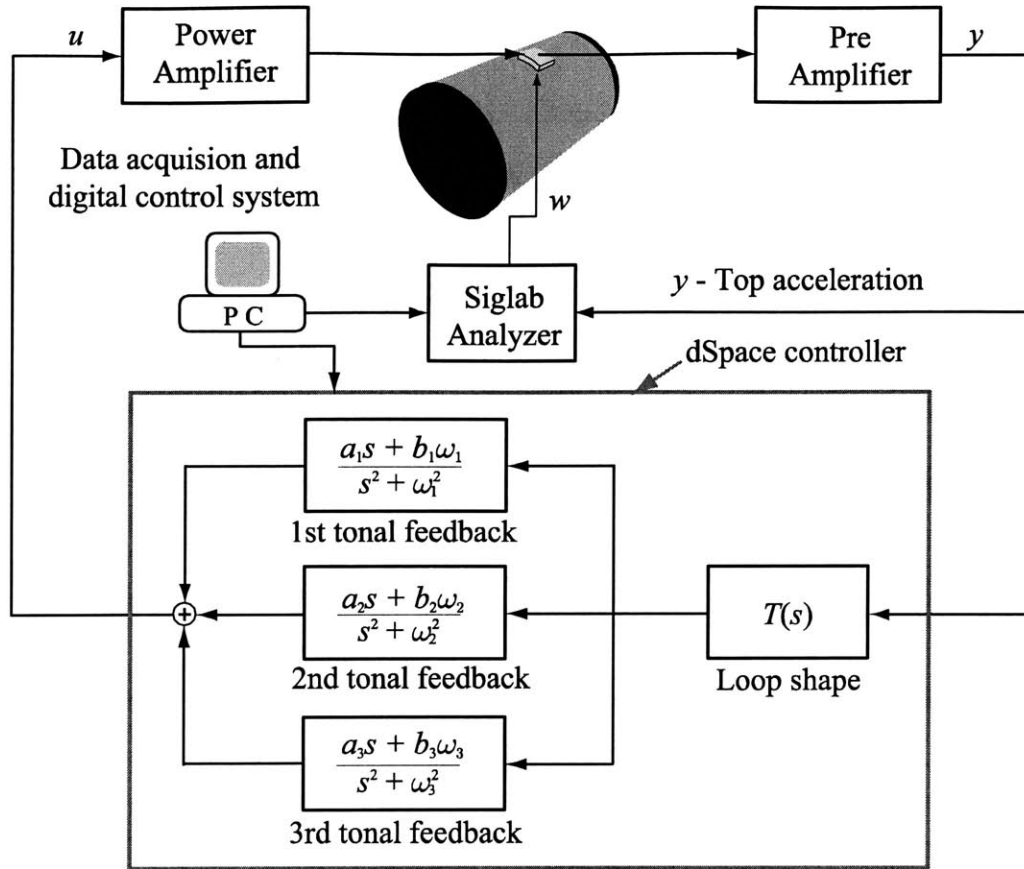 u
Power
Amplifier
Pre
Amplifier
y
Data acquision and
digital control system
w
P C
Siglab
Analyzer
y - Top acceleration
dSpace controller
a₁s + b₁ω₁
s² + ω₁²
1st tonal feedback
+
a₂s + b₂ω₂
s² + ω₂²
2nd tonal feedback
T(s)
Loop shape
a₃s + b₃ω₃
s² + ω₃²
3rd tonal feedback